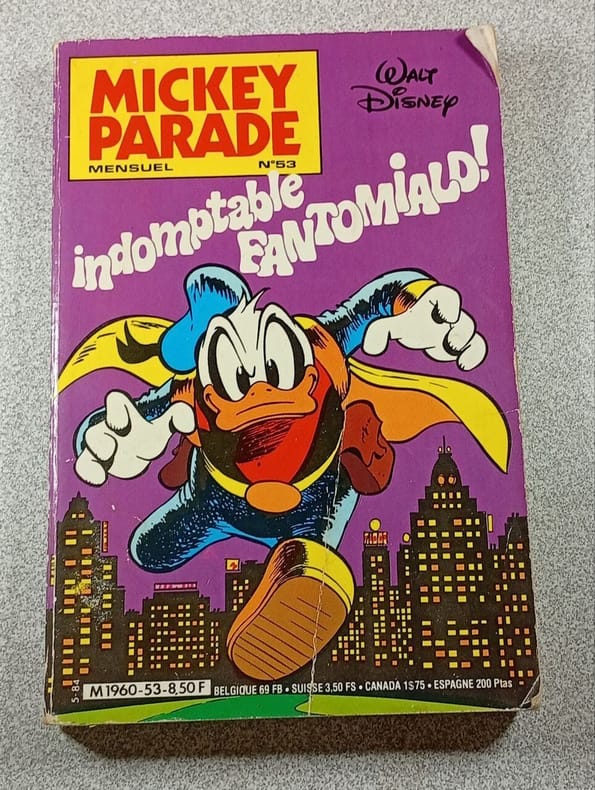 MICKEY
PARADE
MENSUEL N°53
WALT
DISNEY
indomptable
FANTOMIALD!
5-84
M 1960-53-8,50 F BELGIQUE 69 FB • SUISSE 3,50 FS • CANADA 1$75 • ESPAGNE 200 Ptas